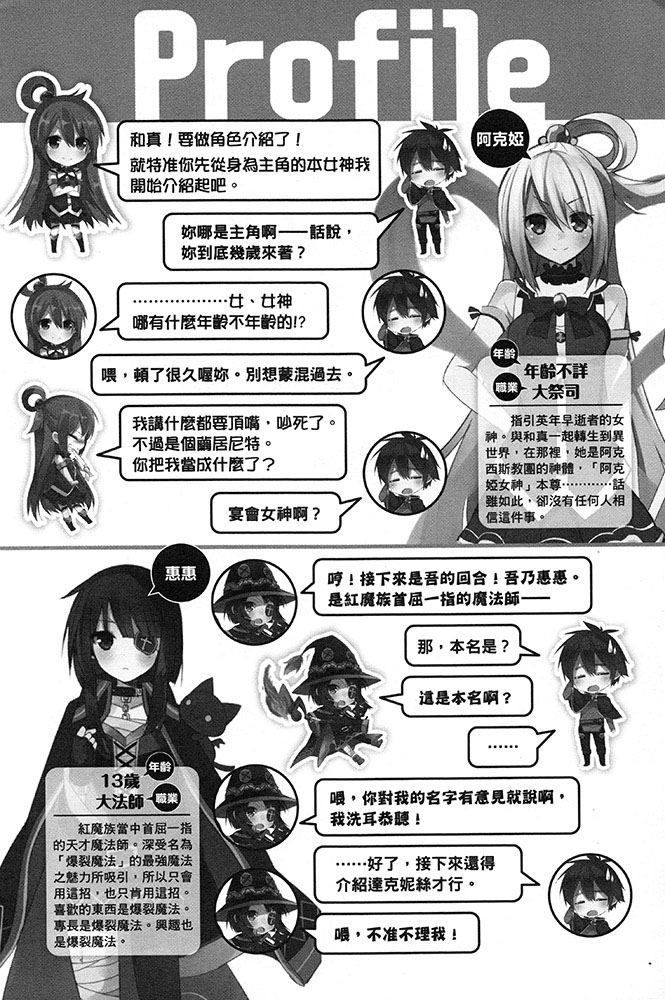 Profile
和真！要做角色介紹了！
就特准你先從身為主角的本女神我
開始介紹起吧。
妳哪是主角啊——話說，
妳到底幾歲來著？
………………女、女神
哪有什麼年齡不年齡的!?
喂，頓了很久喔妳。別想蒙混過去。
我講什麼都要頂嘴，吵死了。
不過是個繭居尼特。
你把我當成什麼了？
宴會女神啊？
阿克婭
年齡
年齡不詳
職業
大祭司
指引英年早逝者的女
神。與和真一起轉生到異
世界，在那裡，她是阿克
西斯教團的神體，「阿克
婭女神」本尊…………話
雖如此，卻沒有任何人相
信這件事。
惠惠
哼！接下來是吾的回合！吾乃惠惠。
是紅魔族首屈一指的魔法師——
那，本名是？
這是本名啊？
……
喂，你對我的名字有意見就說啊，
我洗耳恭聽！
……好了，接下來還得
介紹達克妮絲才行。
喂，不准不理我！
13歲
年齡
大法師
職業
紅魔族當中首屈一指
的天才魔法師。深受名為
「爆裂魔法」的最強魔法
之魅力所吸引，所以只會
用這招，也只肯用這招。
喜歡的東西是爆裂魔法。
專長是爆裂魔法。興趣也
是爆裂魔法。